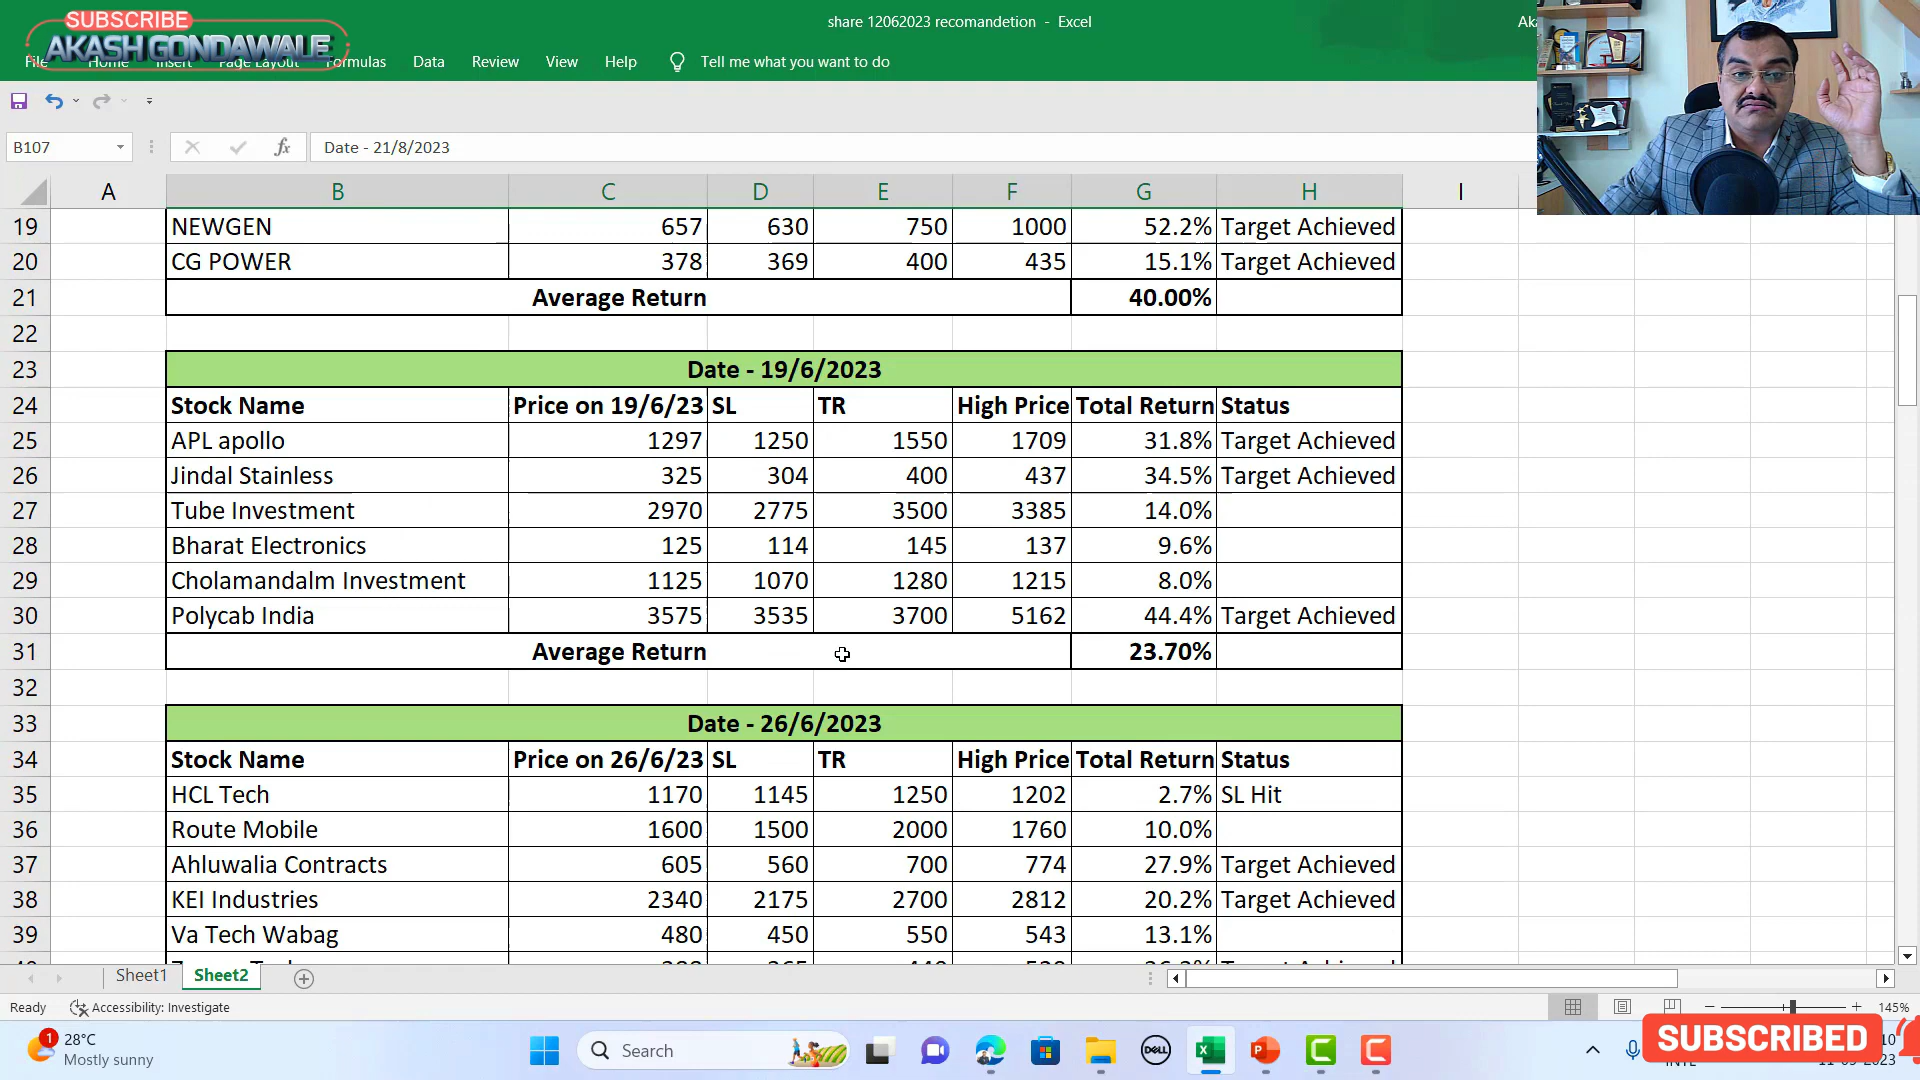 SUBSCRIBE
AKASH GONDAWALE
share 12062023 recomandetion - Excel
File Home Insert Page Layout Formulas Data Review View Help Tell me what you want to do
B107 fx Date - 21/8/2023
A B C D E F G H I
19 NEWGEN 657 630 750 1000 52.2% Target Achieved
20 CG POWER 378 369 400 435 15.1% Target Achieved
21 Average Return 40.00%
22
23 Date - 19/6/2023
24 Stock Name Price on 19/6/23 SL TR High Price Total Return Status
25 APL apollo 1297 1250 1550 1709 31.8% Target Achieved
26 Jindal Stainless 325 304 400 437 34.5% Target Achieved
27 Tube Investment 2970 2775 3500 3385 14.0%
28 Bharat Electronics 125 114 145 137 9.6%
29 Cholamandalm Investment 1125 1070 1280 1215 8.0%
30 Polycab India 3575 3535 3700 5162 44.4% Target Achieved
31 Average Return 23.70%
32
33 Date - 26/6/2023
34 Stock Name Price on 26/6/23 SL TR High Price Total Return Status
35 HCL Tech 1170 1145 1250 1202 2.7% SL Hit
36 Route Mobile 1600 1500 2000 1760 10.0%
37 Ahluwalia Contracts 605 560 700 774 27.9% Target Achieved
38 KEI Industries 2340 2175 2700 2812 20.2% Target Achieved
39 Va Tech Wabag 480 450 550 543 13.1%
Sheet1 Sheet2
Ready Accessibility: Investigate 145%
1 28°C
Mostly sunny
Search
DELL
SUBSCRIBED